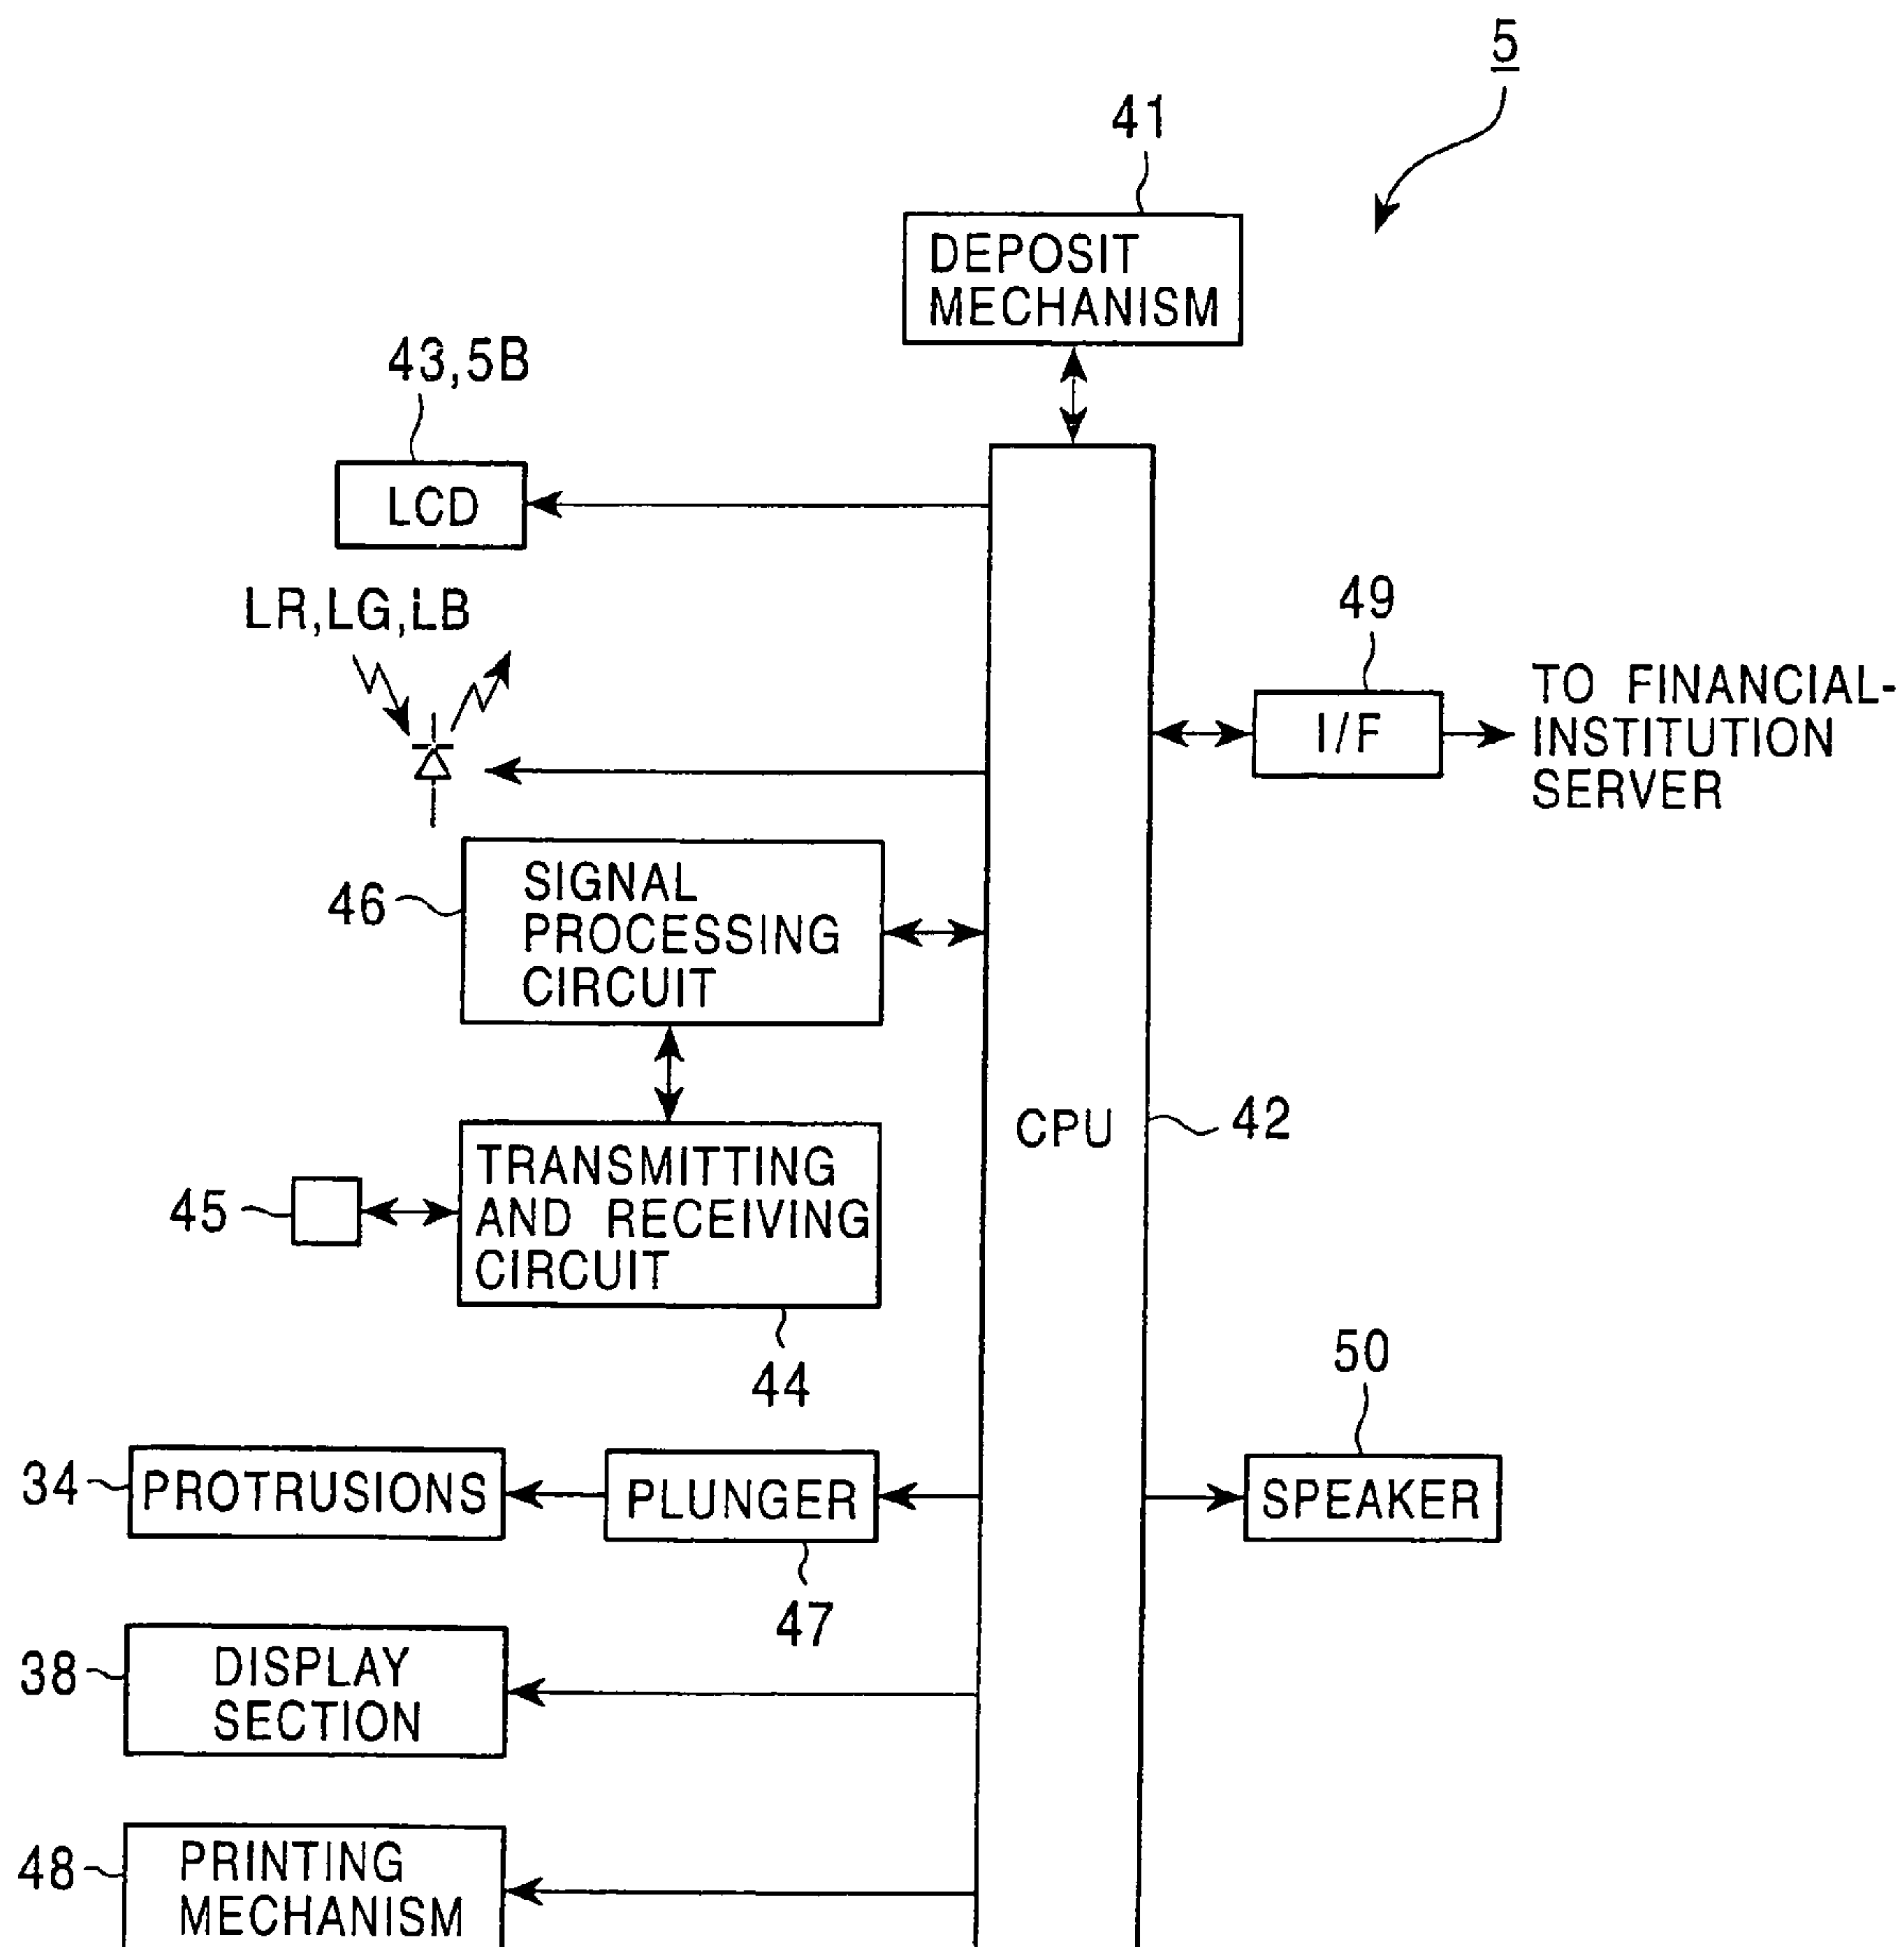 5
41
DEPOSIT
MECHANISM
43,5B
LCD
LR,LG,LB
49
I/F
TO FINANCIAL-
INSTITUTION
SERVER
46
SIGNAL
PROCESSING
CIRCUIT
CPU
42
45
TRANSMITTING
AND RECEIVING
CIRCUIT
44
50
34
PROTRUSIONS
PLUNGER
SPEAKER
47
38
DISPLAY
SECTION
48
PRINTING
MECHANISM